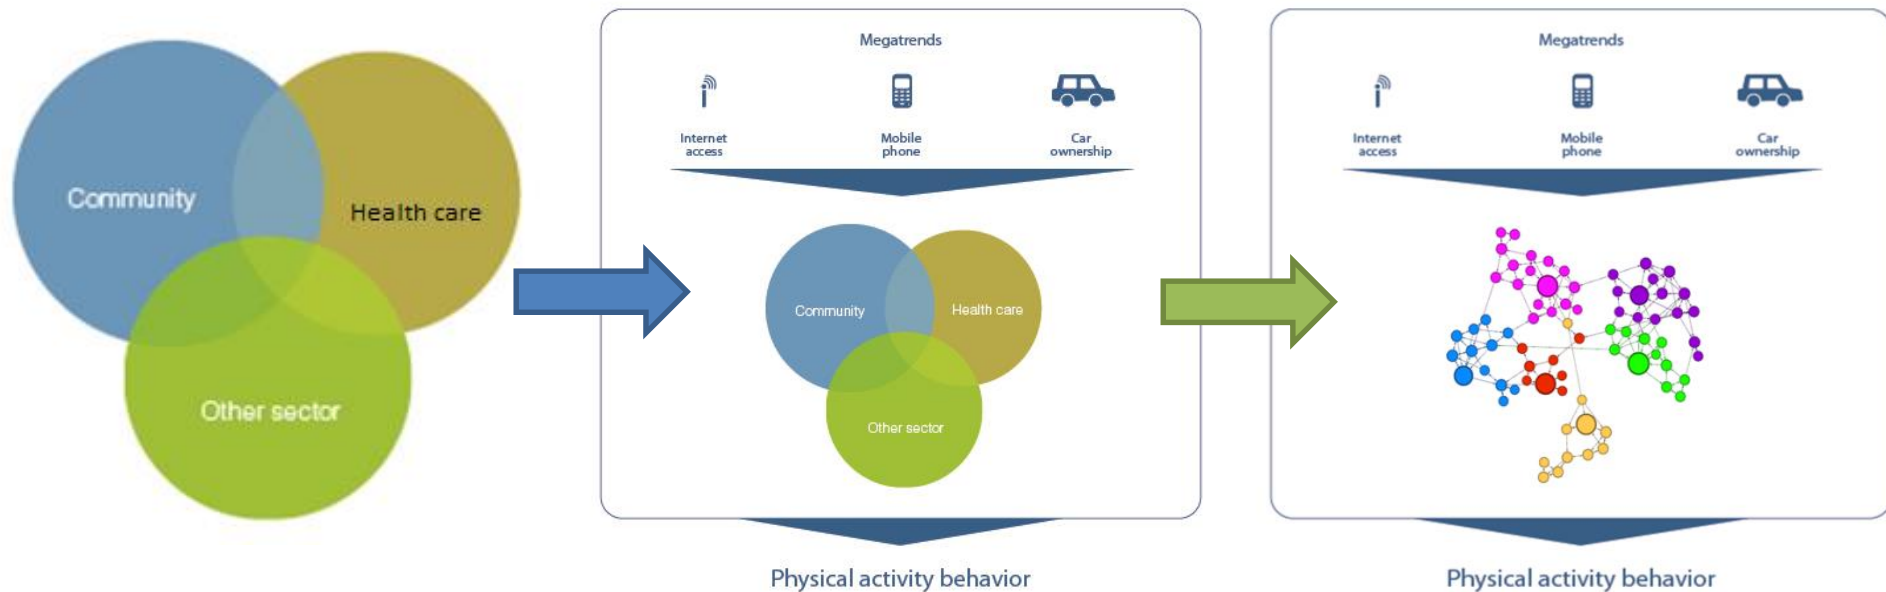 Community
Health care
Other sector
Megatrends
Internet
access
Mobile
phone
Car
ownership
Community
Health care
Other sector
Physical activity behavior
Megatrends
Internet
access
Mobile
phone
Car
ownership
Physical activity behavior